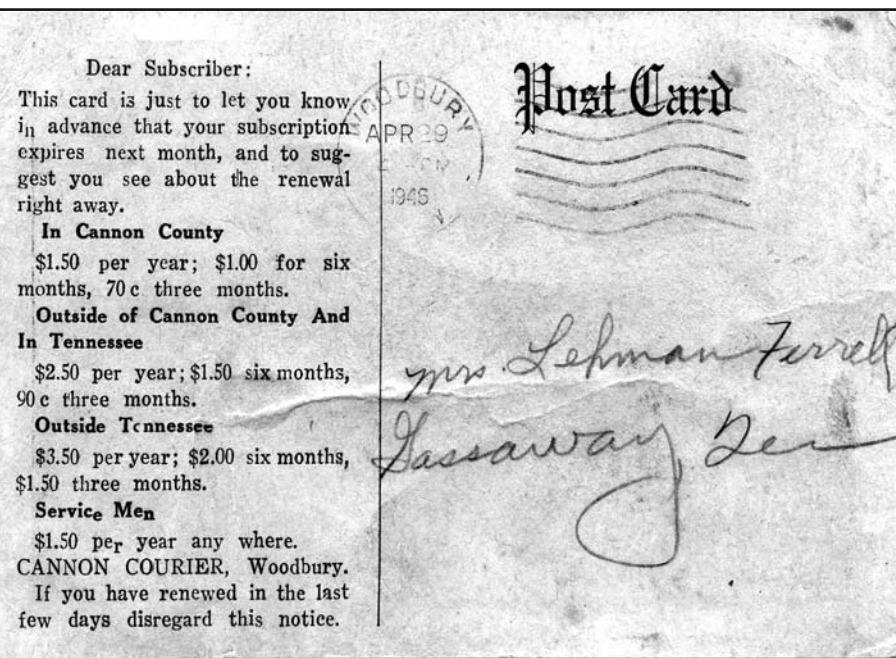 Dear Subscriber:
This card is just to let you know
in advance that your subscription
expires next month, and to sug-
gest you see about the renewal
right away.
In Cannon County
$1.50 per year; $1.00 for six
months, 70c three months.
Outside of Cannon County And
In Tennessee
$2.50 per year; $1.50 six months,
90c three months.
Outside Tennessee
$3.50 per year; $2.00 six months,
$1.50 three months.
Service Men
$1.50 per year any where.
CANNON COURIER, Woodbury.
If you have renewed in the last
few days disregard this notice.
WOODBURY
APR 29
PM
Post Card
Mrs. Lehman Ferrell
Gassaway, Ten